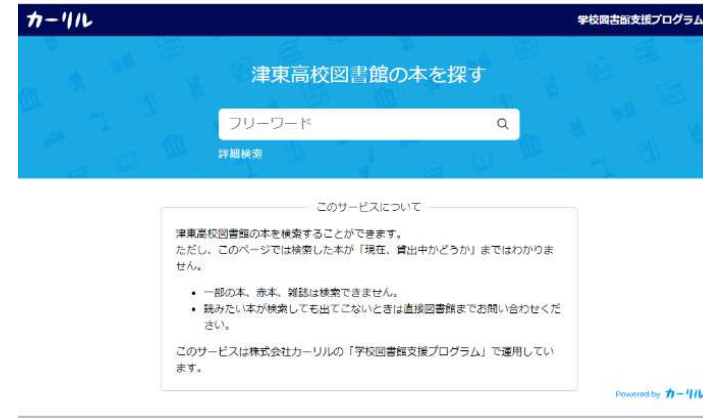 カーリル
学校図書館支援プログラム
津東高校図書館の本を探す
フリーワード
詳細検索
このサービスについて
津東高校図書館の本を検索することができます。
ただし、このページでは検索した本が「現在、貸出中かどうか」まではわかりま
せん。
• 一部の本、赤本、雑誌は検索できません。
• 読みたい本が検索しても出てこないときは直接図書館までお問い合わせくだ
さい。
このサービスは株式会社カーリルの「学校図書館支援プログラム」で運用してい
ます。
Powered by カーリル